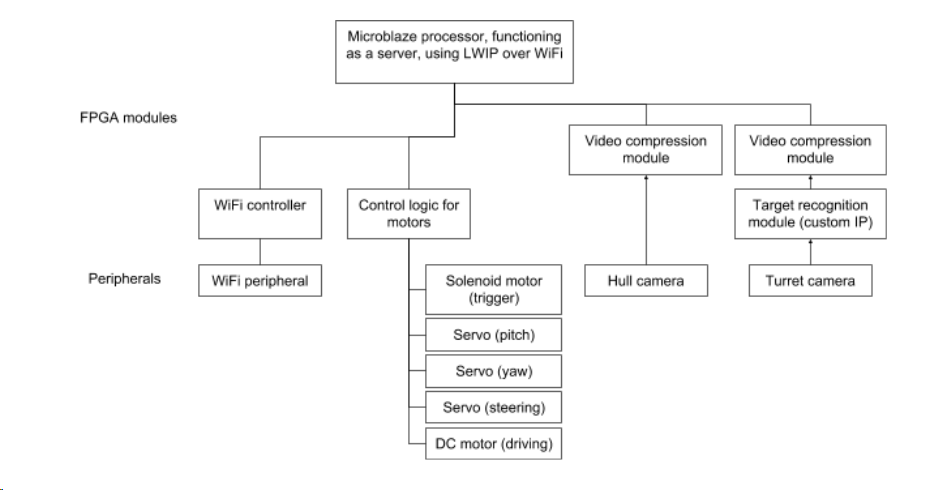 Microblaze processor, functioning
as a server, using LWIP over WiFi
FPGA modules
Video compression
module
Video compression
module
WiFi controller
Control logic for
motors
Target recognition
module (custom IP)
Peripherals
WiFi peripheral
Solenoid motor
(trigger)
Hull camera
Turret camera
Servo (pitch)
Servo (yaw)
Servo (steering)
DC motor (driving)